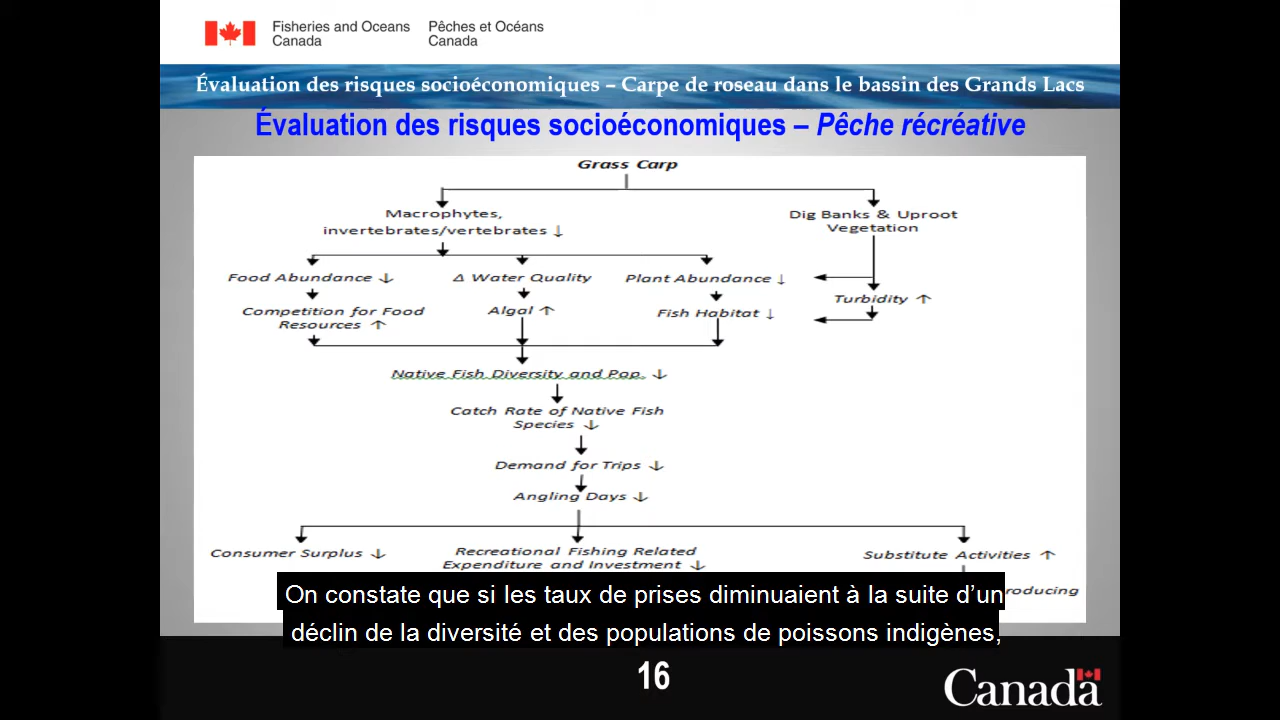 Fisheries and Oceans Pêches et Océans
Canada Canada
Évaluation des risques socioéconomiques – Carpe de roseau dans le bassin des Grands Lacs
Évaluation des risques socioéconomiques – Pêche récréative
Grass Carp
Macrophytes,
invertebrates/vertebrates ↓
Dig Banks & Uproot
Vegetation
Food Abundance ↓
Δ Water Quality
Plant Abundance ↓
Turbidity ↑
Competition for Food
Resources ↑
Algal ↑
Fish Habitat ↓
Native Fish Diversity and Pop. ↓
Catch Rate of Native Fish
Species ↓
Demand for Trips ↓
Angling Days ↓
Consumer Surplus ↓
Recreational Fishing Related
Expenditure and Investment ↓
Substitute Activities ↑
On constate que si les taux de prises diminuaient à la suite d’un
déclin de la diversité et des populations de poissons indigènes,
16
Canada